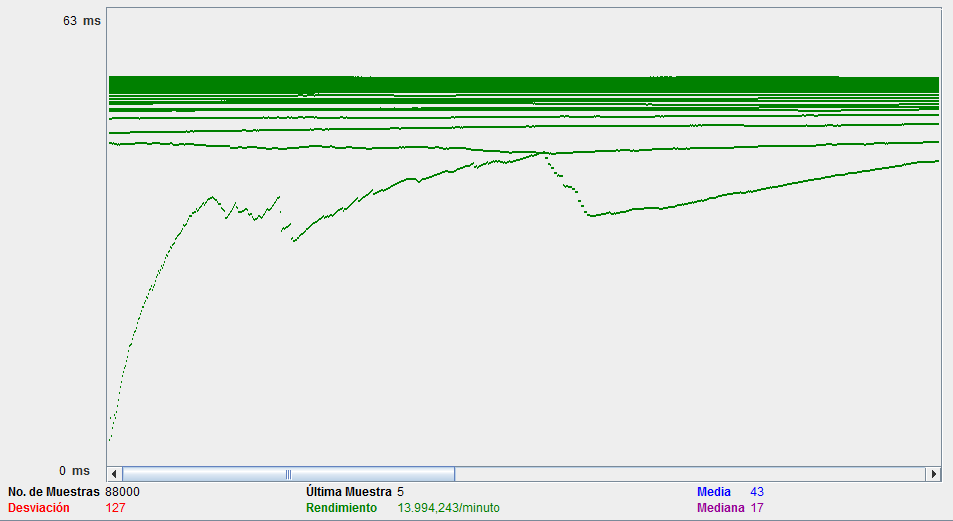 63 ms
0 ms
No. de Muestras 88000 Última Muestra 5 Media 43
Desviación 127 Rendimiento 13.994,243/minuto Mediana 17